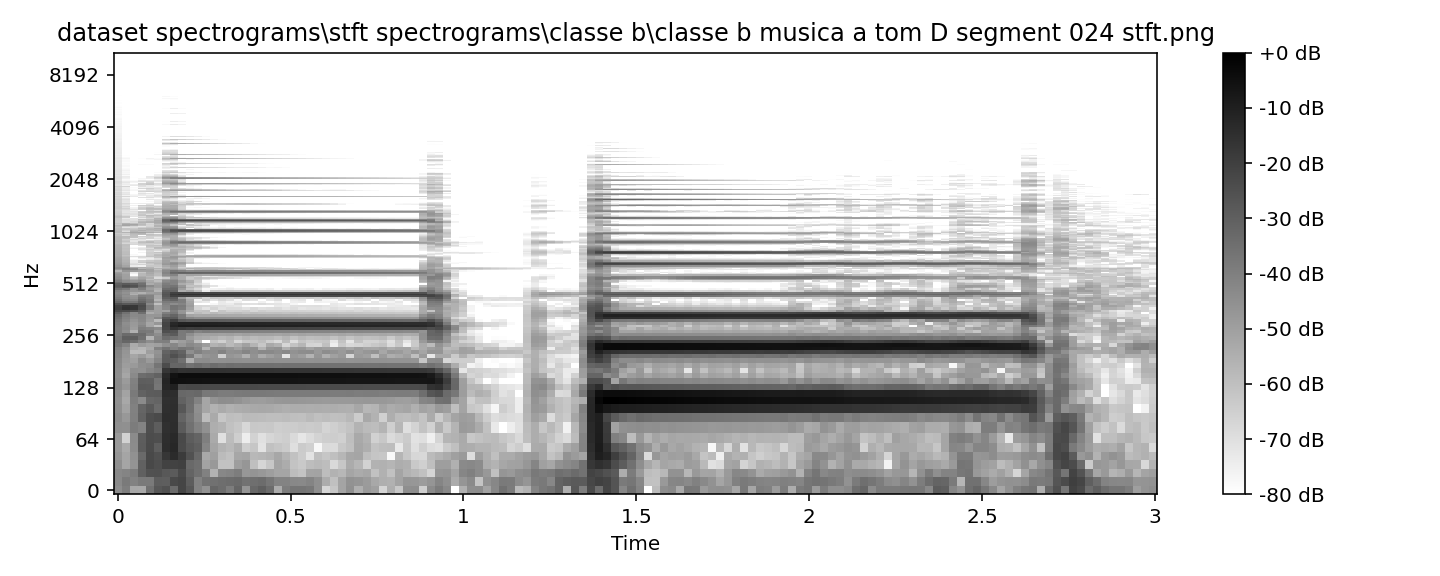 dataset spectrograms\stft spectrograms\classe b\classe b musica a tom D segment 024 stft.png
8192
4096
2048
1024
512
256
128
64
0
Hz
0
0.5
1
1.5
2
2.5
3
Time
+0 dB
-10 dB
-20 dB
-30 dB
-40 dB
-50 dB
-60 dB
-70 dB
-80 dB